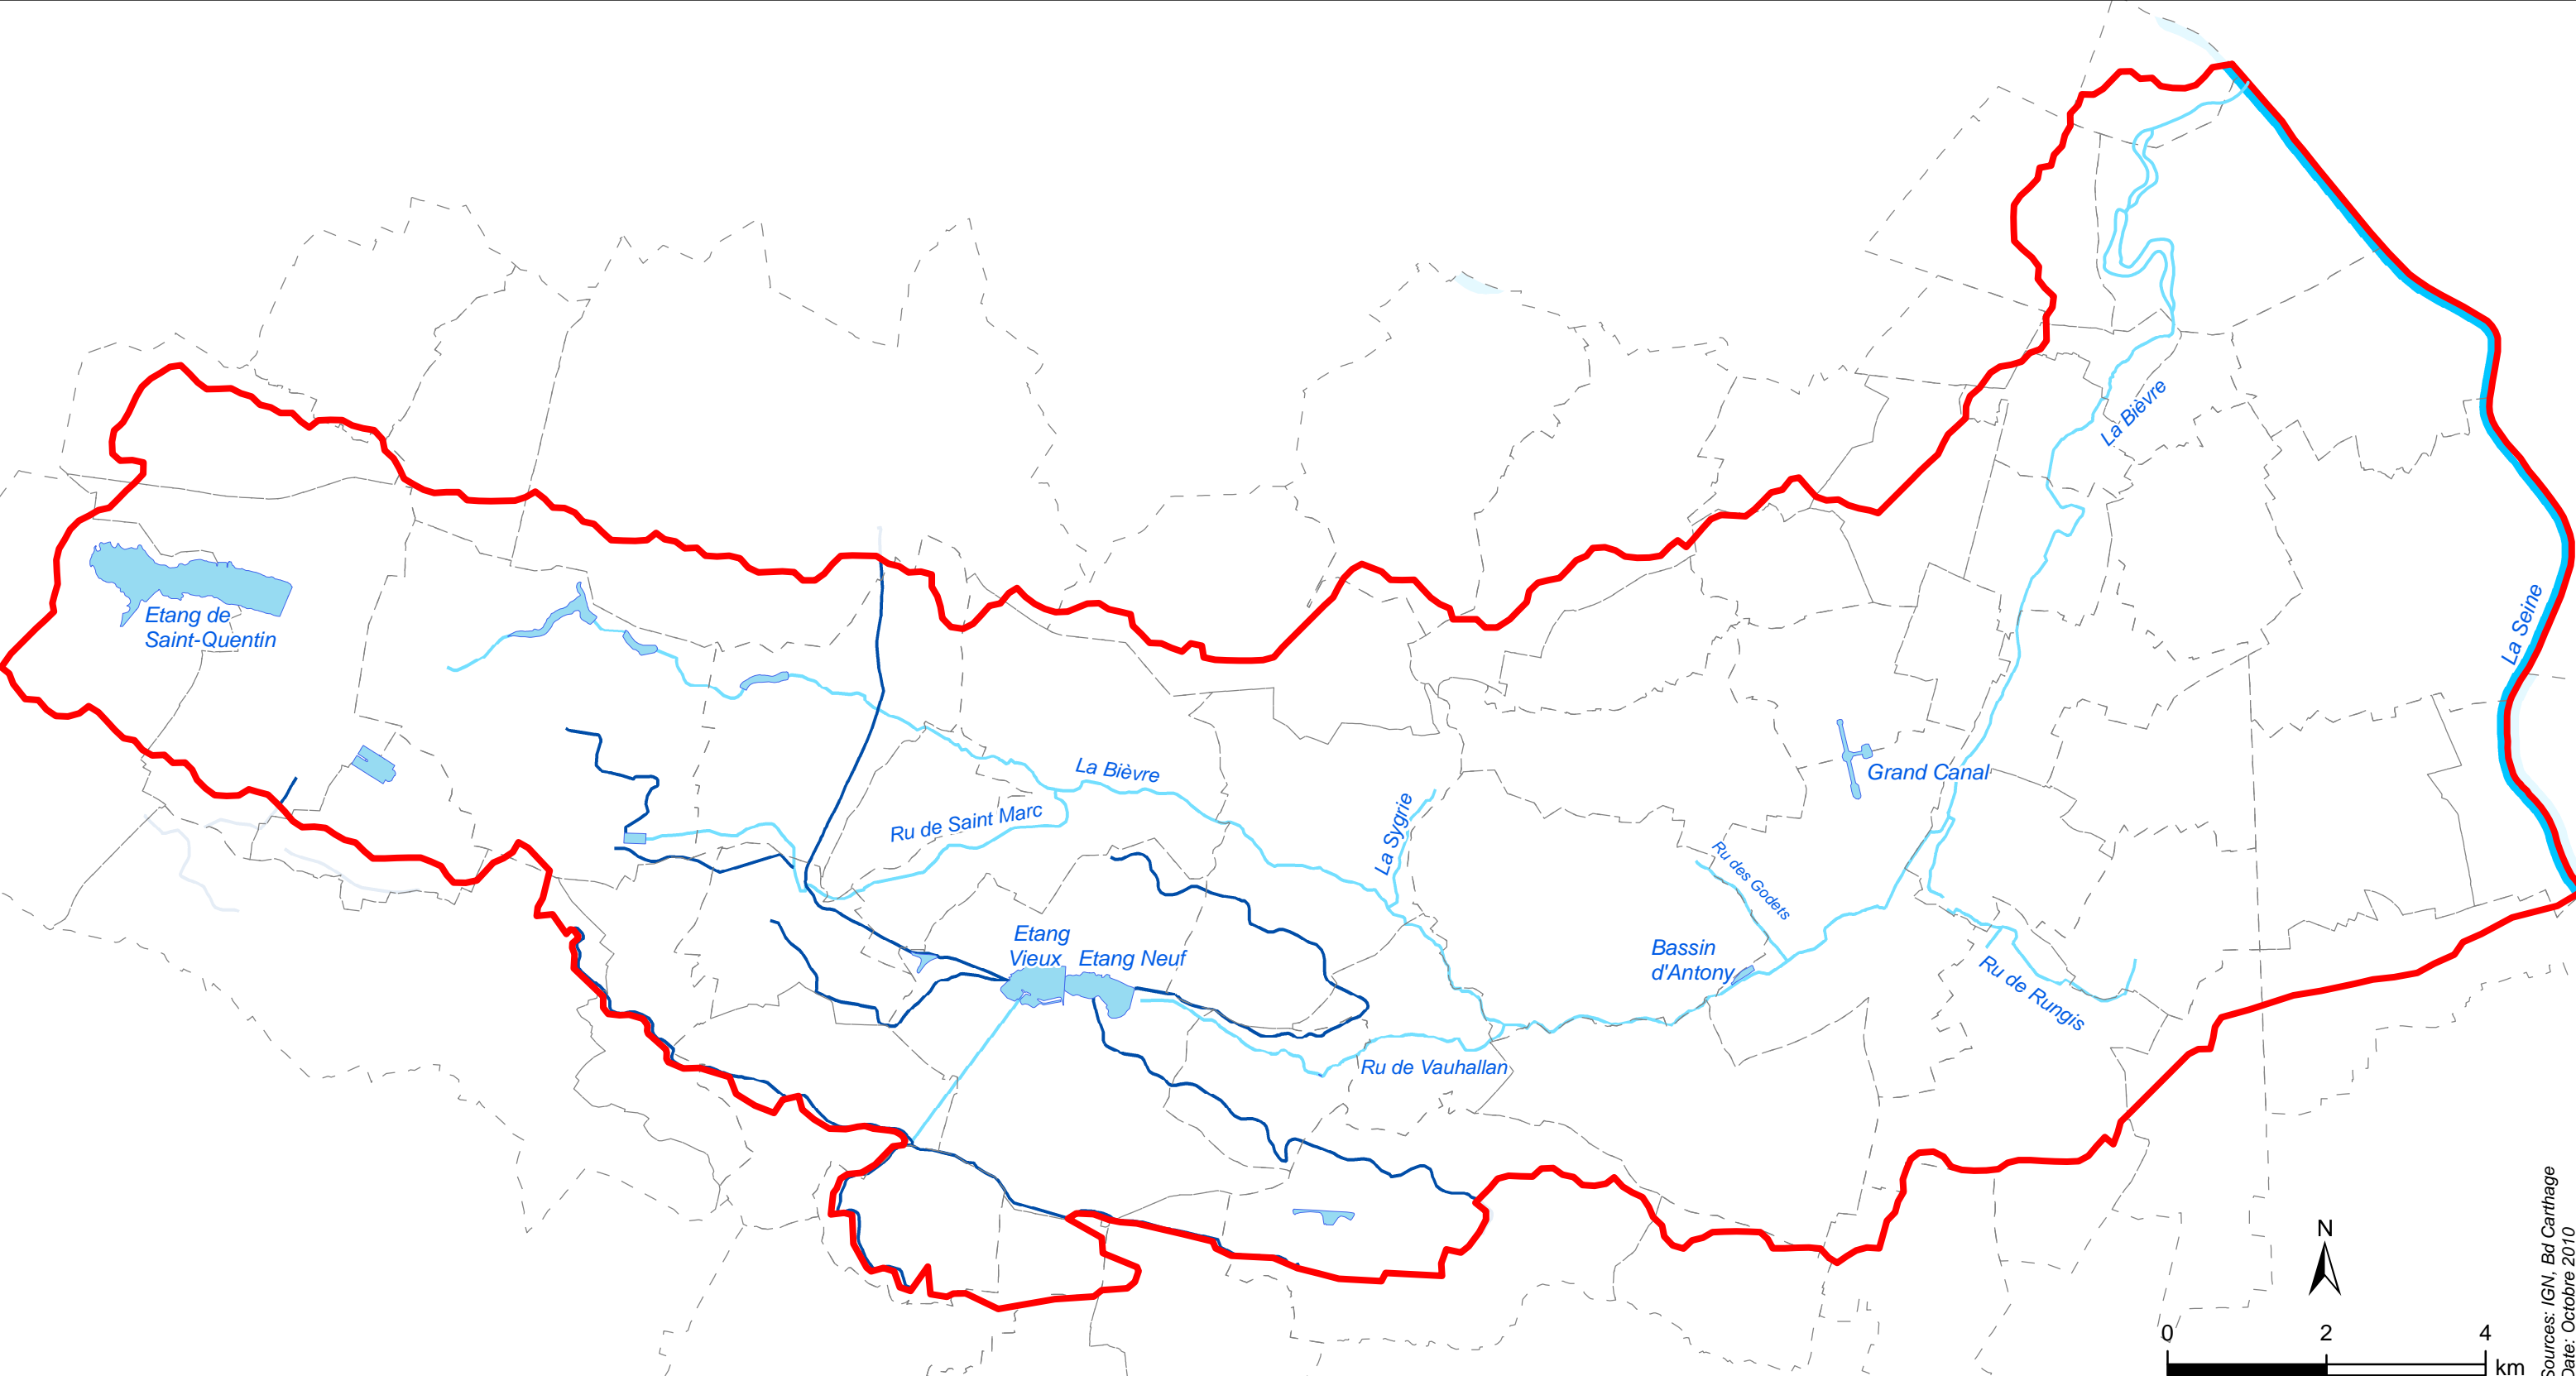 La Bièvre
La Seine
Etang de
Saint-Quentin
La Bièvre
Grand Canal
Ru de Saint Marc
La Sygrie
Ru des Godets
Etang
Vieux
Etang Neuf
Bassin
d'Antony
Ru de Rungis
Ru de Vauhallan
N
0 2 4
km
Sources: IGN, Bd Carthage
Date: Octobre 2010